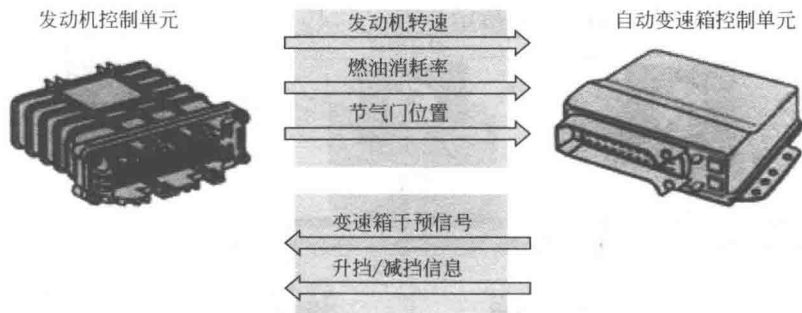 发动机控制单元
自动变速箱控制单元
发动机转速
燃油消耗率
节气门位置
变速箱干预信号
升挡/减挡信息